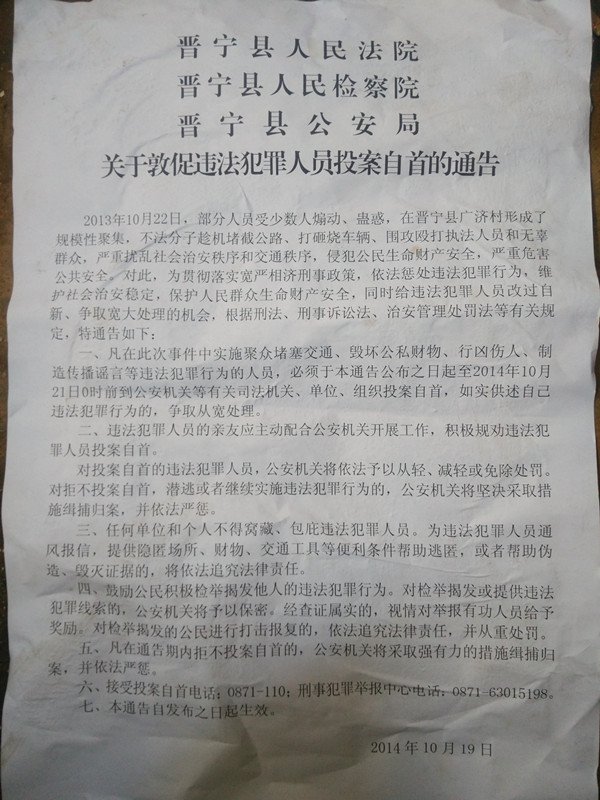 晋宁县人民法院
晋宁县人民检察院
晋宁县公安局
关于敦促违法犯罪人员投案自首的通告
2013年10月22日，部分人员受少数人煽动、蛊惑，在晋宁县广济村形成了
规模性聚集，不法分子趁机堵截公路、打砸烧车辆、围攻殴打执法人员和无辜
群众，严重扰乱社会治安秩序和交通秩序，侵犯公民生命财产安全，严重危害
公共安全。对此，为贯彻落实宽严相济刑事政策，依法惩处违法犯罪行为，维
护社会治安稳定，保护人民群众生命财产安全，同时给违法犯罪人员改过自
新、争取宽大处理的机会，根据刑法、刑事诉讼法、治安管理处罚法等有关规
定，特通告如下：
一、凡在此次事件中实施聚众堵塞交通、毁坏公私财物、行凶伤人、制
造传播谣言等违法犯罪行为的人员，必须于本通告公布之日起至2014年10月
21日0时前到公安机关等有关司法机关、单位、组织投案自首，如实供述自己
违法犯罪行为的，争取从宽处理。
二、违法犯罪人员的亲友应主动配合公安机关开展工作，积极规劝违法犯
罪人员投案自首。
对投案自首的违法犯罪人员，公安机关将依法予以从轻、减轻或免除处罚。
对拒不投案自首，潜逃或者继续实施违法犯罪行为的，公安机关将坚决采取措
施缉捕归案，并依法严惩。
三、任何单位和个人不得窝藏、包庇违法犯罪人员。为违法犯罪人员通
风报信，提供隐匿场所、财物、交通工具等便利条件帮助逃匿，或者帮助伪
造、毁灭证据的，将依法追究法律责任。
四、鼓励公民积极检举揭发他人的违法犯罪行为。对检举揭发或提供违法
犯罪线索的，公安机关将予以保密。经查证属实的，视情对举报有功人员给予
奖励。对检举揭发的公民进行打击报复的，依法追究法律责任，并从重处罚。
五、凡在通告期内拒不投案自首的，公安机关将采取强有力的措施缉捕归
案，并依法严惩。
六、接受投案自首电话：0871-110；刑事犯罪举报中心电话：0871-63015198。
七、本通告自发布之日起生效。
2014年10月19日